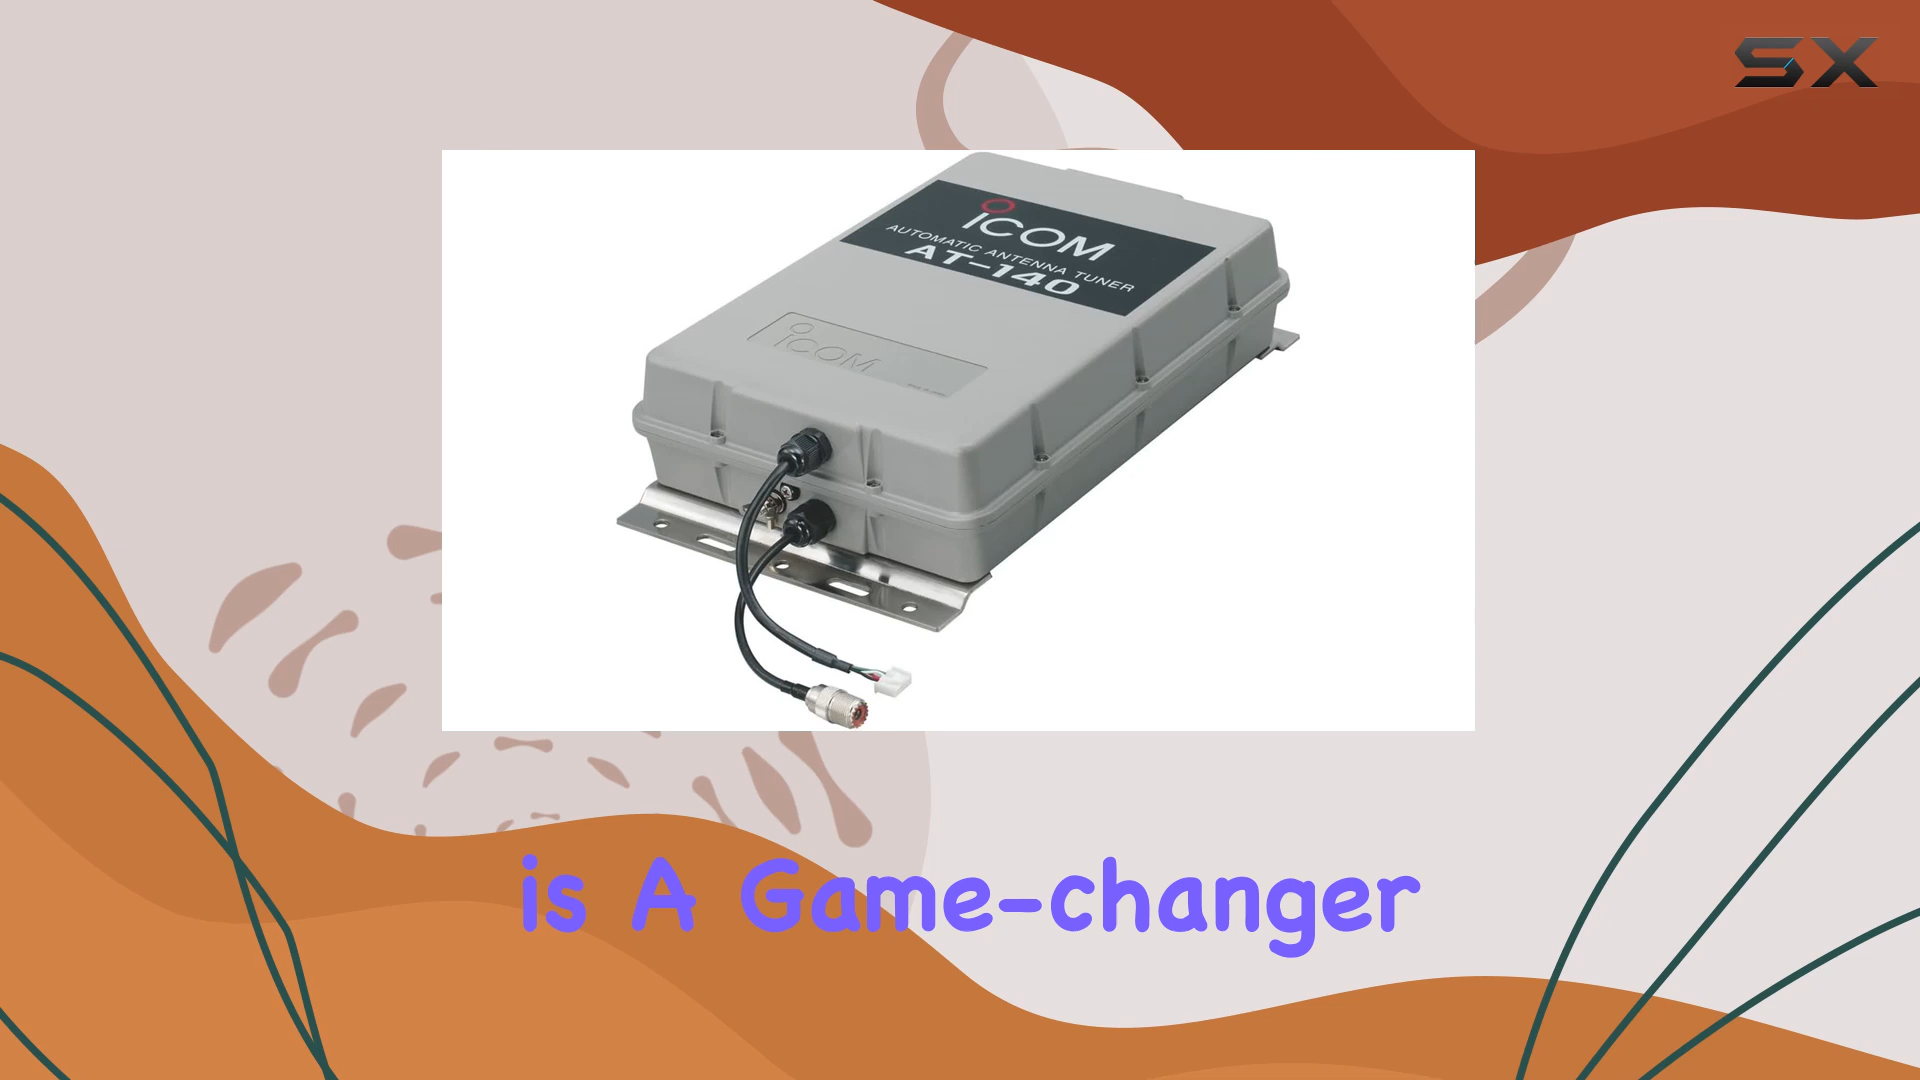 SX
ICOM
AUTOMATIC ANTENNA TUNER
AT-140
ICOM
is A Game-changer